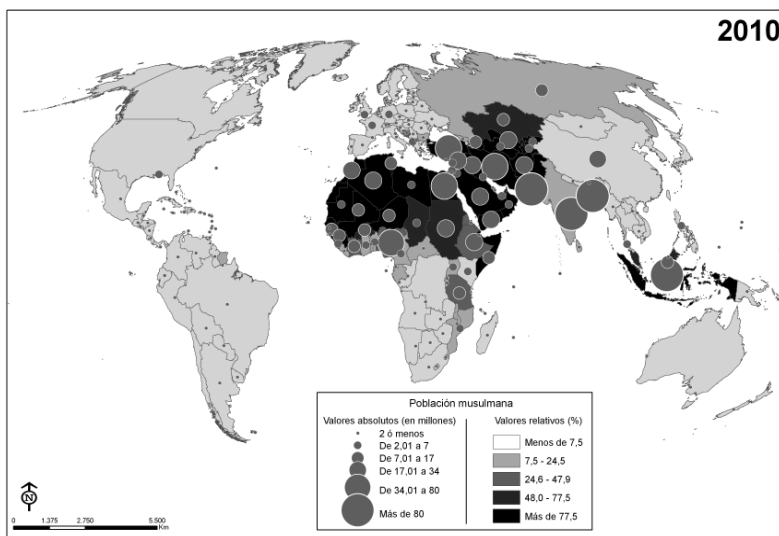 2010
Población musulmana
Valores absolutos (en millones)
2 ó menos
De 2,01 a 7
De 7,01 a 17
De 17,01 a 34
De 34,01 a 80
Más de 80
Valores relativos (%)
Menos de 7,5
7,5 - 24,5
24,6 - 47,9
48,0 - 77,5
Más de 77,5
N
0 1.375 2.750 5.500
Km